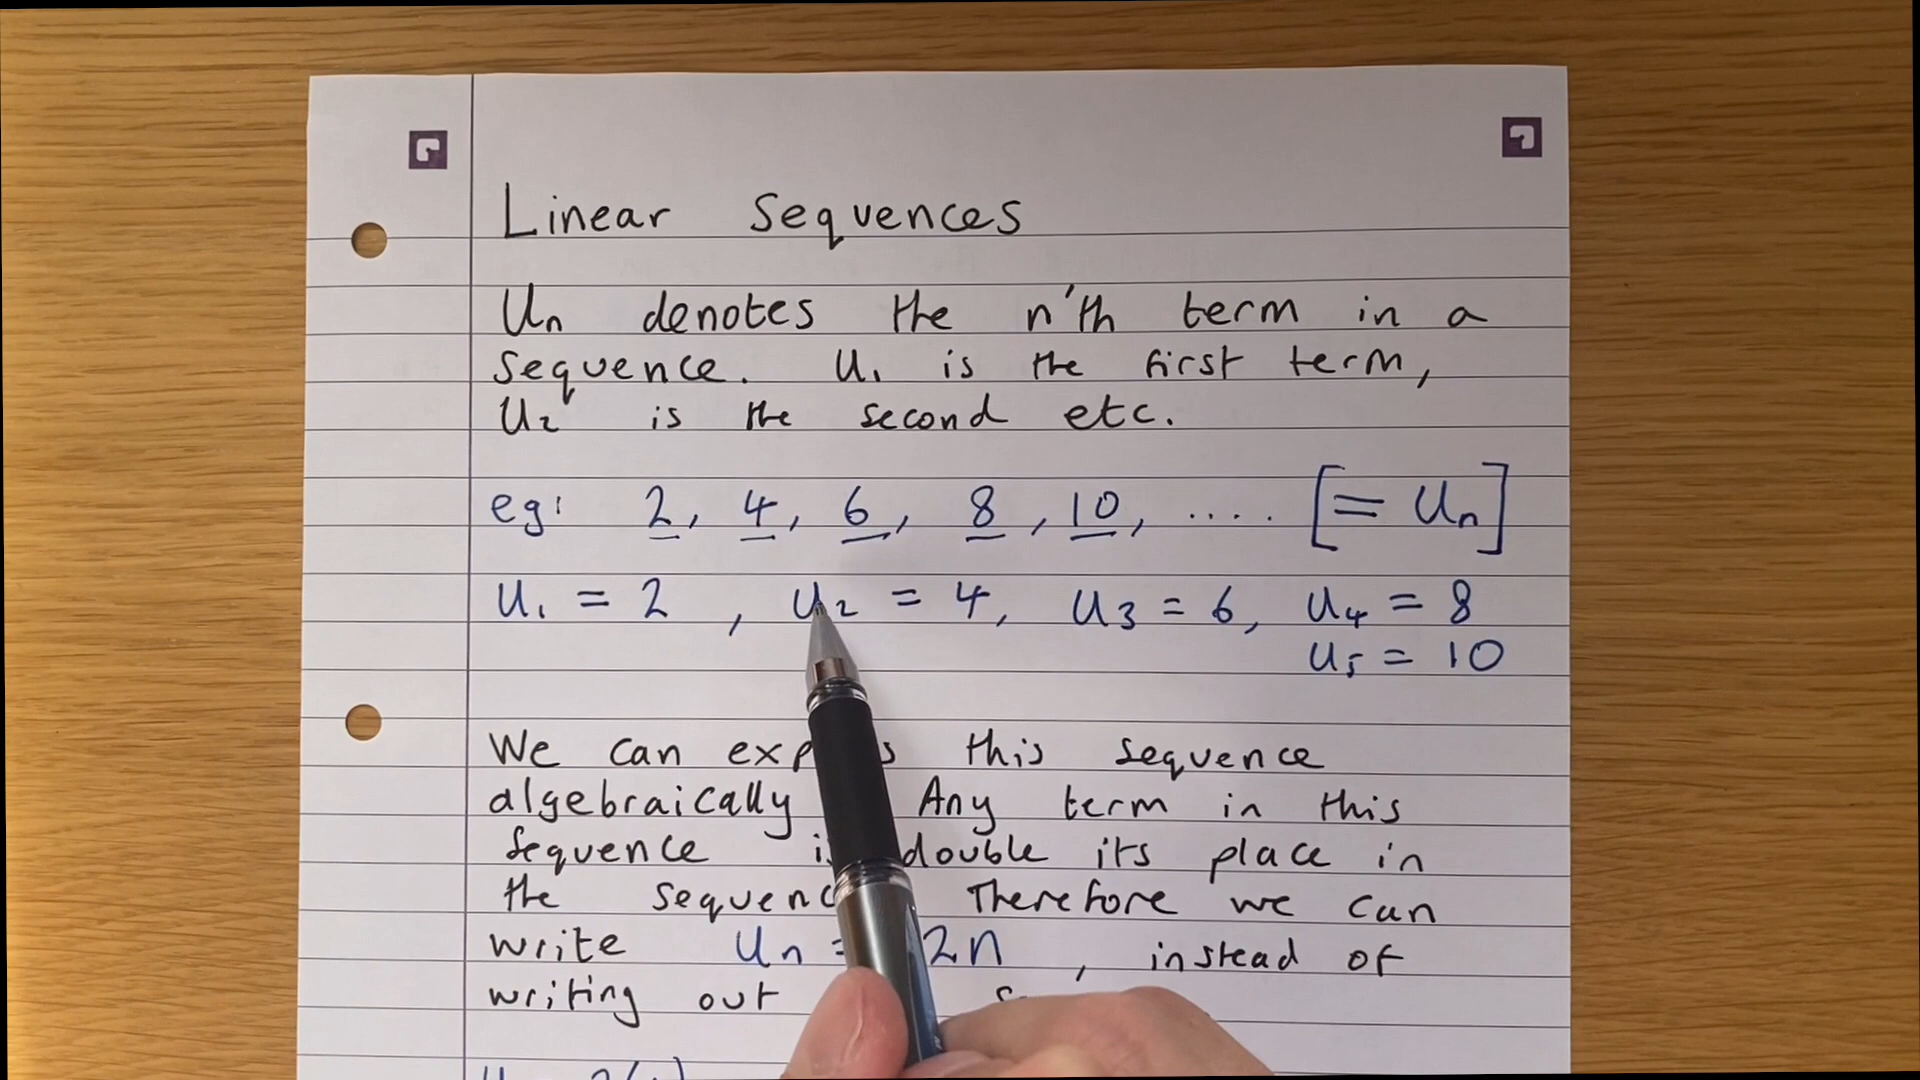 Linear Sequences
Un denotes the n'th term in a
sequence. U1 is the first term,
U2 is the second etc.
eg: 2, 4, 6, 8, 10, .... [= Un]
U1 = 2, U2 = 4, U3 = 6, U4 = 8
U5 = 10
We can this sequence
algebraically Any term in this
sequence double its place in
the Therefore we can
write Un = 2n, instead of
writing out